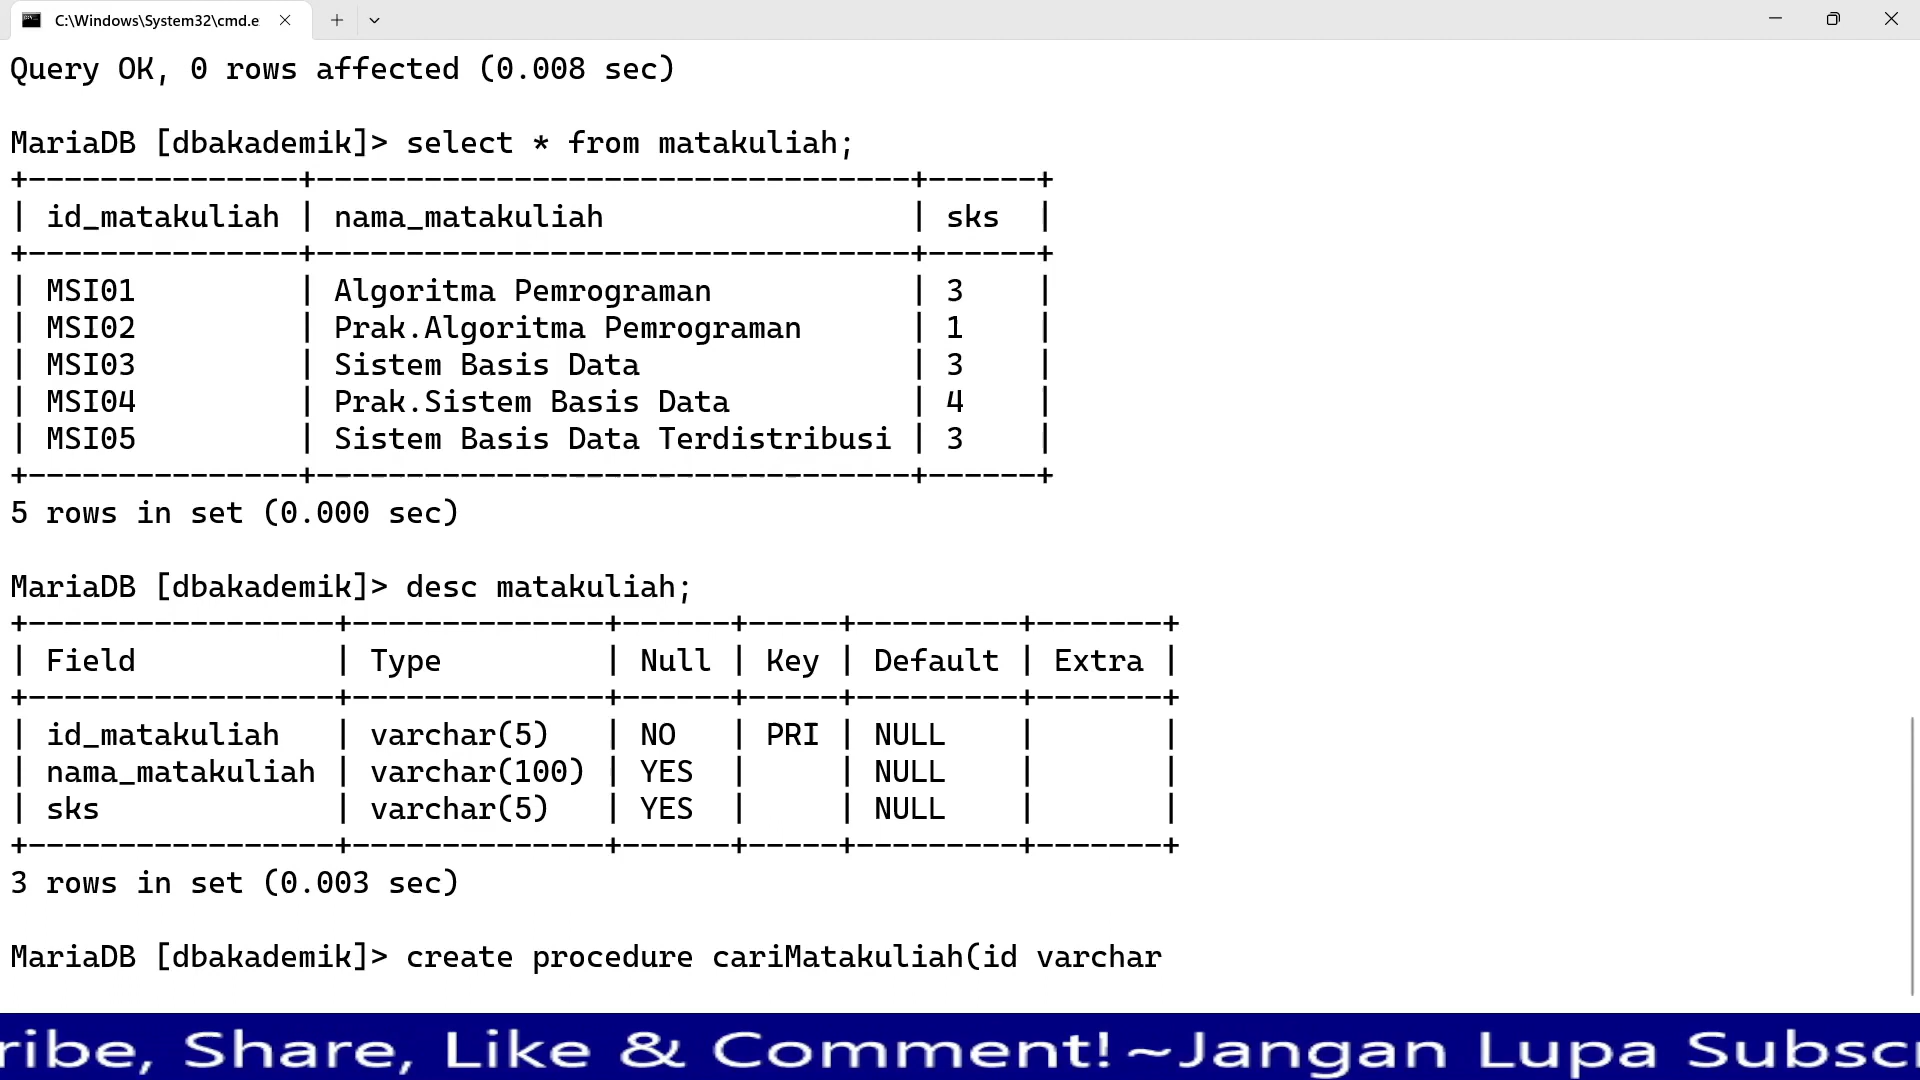 C:\Windows\System32\cmd.e
Query OK, 0 rows affected (0.008 sec)
MariaDB [dbakademik]> select * from matakuliah;
+---------------+---------------------------------+------+
| id_matakuliah | nama_matakuliah                 | sks  |
+---------------+---------------------------------+------+
| MSI01         | Algoritma Pemrograman           | 3    |
| MSI02         | Prak.Algoritma Pemrograman      | 1    |
| MSI03         | Sistem Basis Data               | 3    |
| MSI04         | Prak.Sistem Basis Data          | 4    |
| MSI05         | Sistem Basis Data Terdistribusi | 3    |
+---------------+---------------------------------+------+
5 rows in set (0.000 sec)
MariaDB [dbakademik]> desc matakuliah;
+-----------------+--------------+------+-----+---------+-------+
| Field           | Type         | Null | Key | Default | Extra |
+-----------------+--------------+------+-----+---------+-------+
| id_matakuliah   | varchar(5)   | NO   | PRI | NULL    |       |
| nama_matakuliah | varchar(100) | YES  |     | NULL    |       |
| sks             | varchar(5)   | YES  |     | NULL    |       |
+-----------------+--------------+------+-----+---------+-------+
3 rows in set (0.003 sec)
MariaDB [dbakademik]> create procedure cariMatakuliah(id varchar
ribe, Share, Like & Comment!~Jangan Lupa Subscr